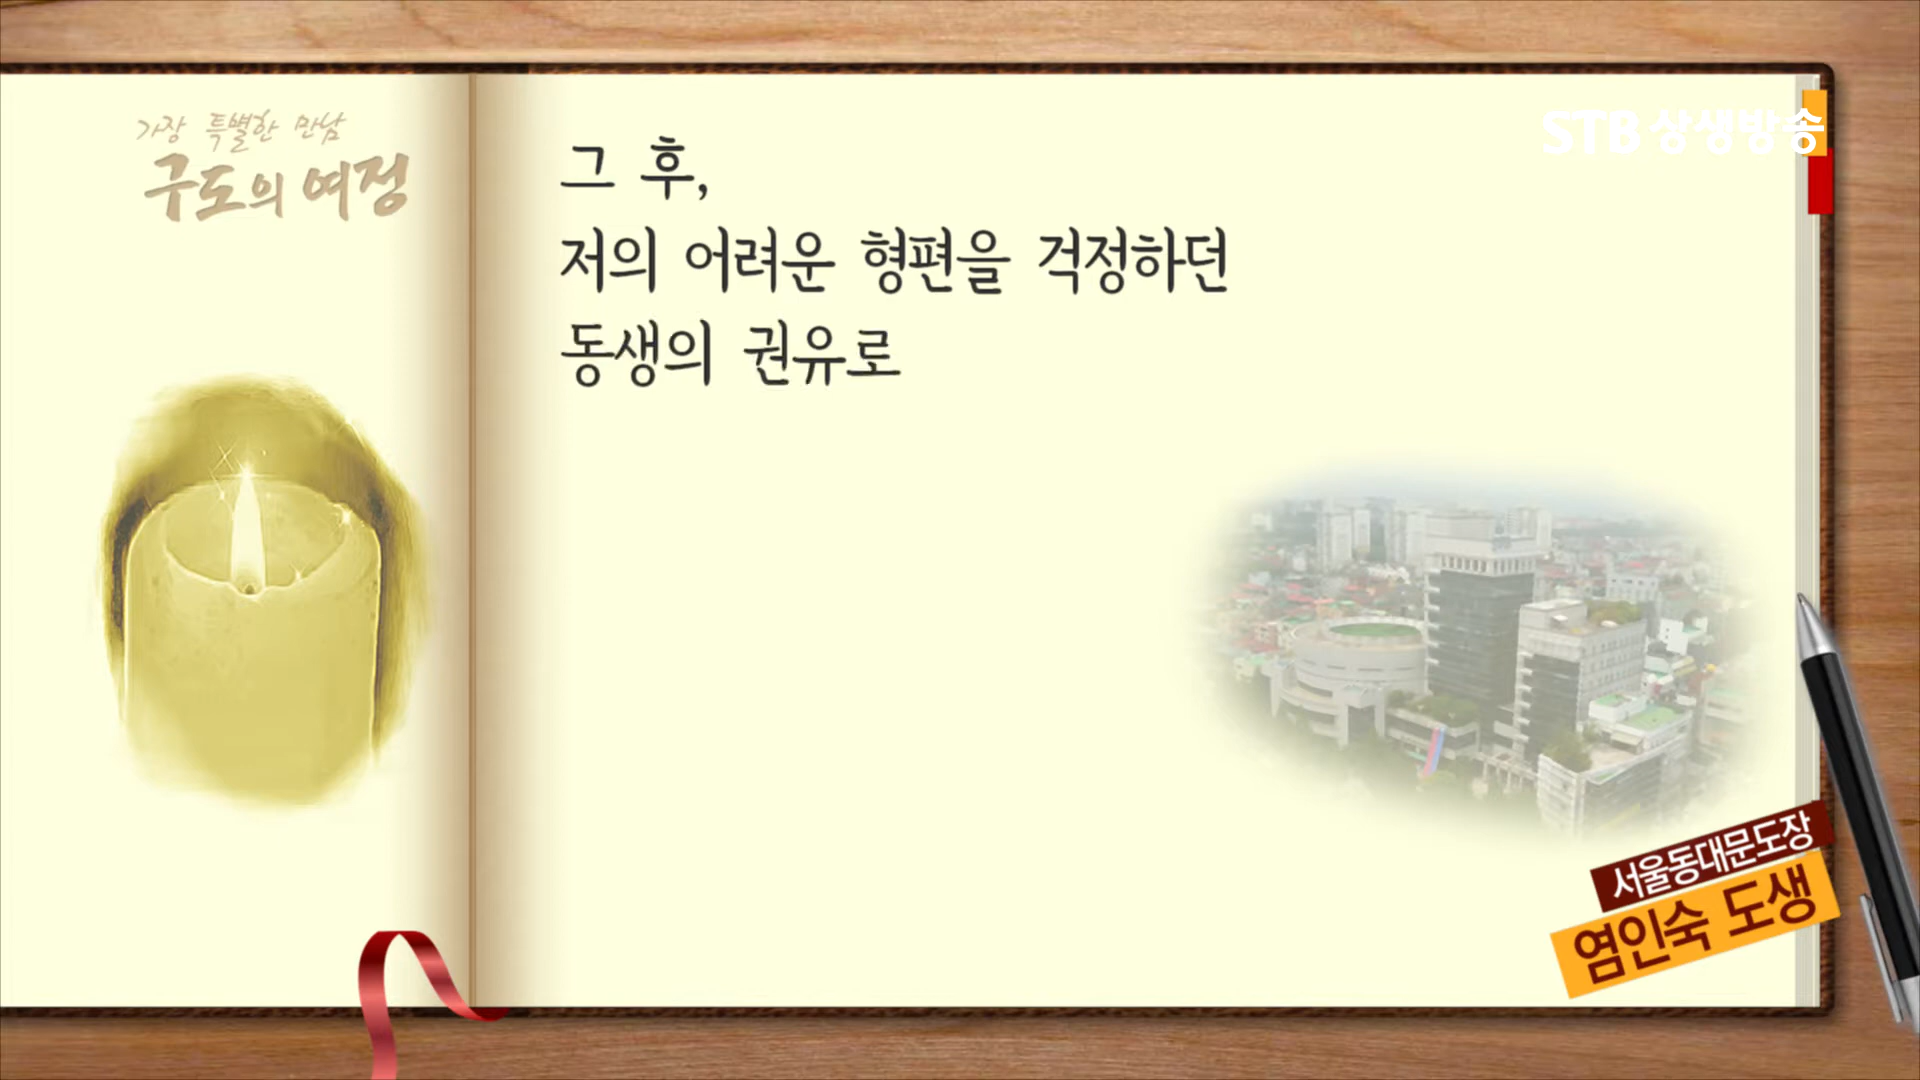 가장 특별한 만남
구도의 여정
그 후,
저의 어려운 형편을 걱정하던
동생의 권유로
STB 상생방송
서울동대문도장
염인숙 도생